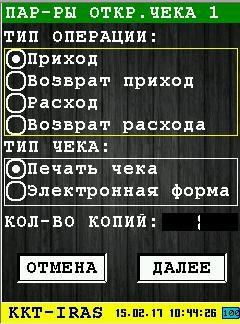 ПАР-РЫ ОТКР.ЧЕКА 1
ТИП ОПЕРАЦИИ:
Приход
Возврат приход
Расход
Возврат расхода
ТИП ЧЕКА:
Печать чека
Электронная форма
КОЛ-ВО КОПИЙ:
ОТМЕНА ДАЛЕЕ
KKT-IRAS 15.02.17 10:44:26 100